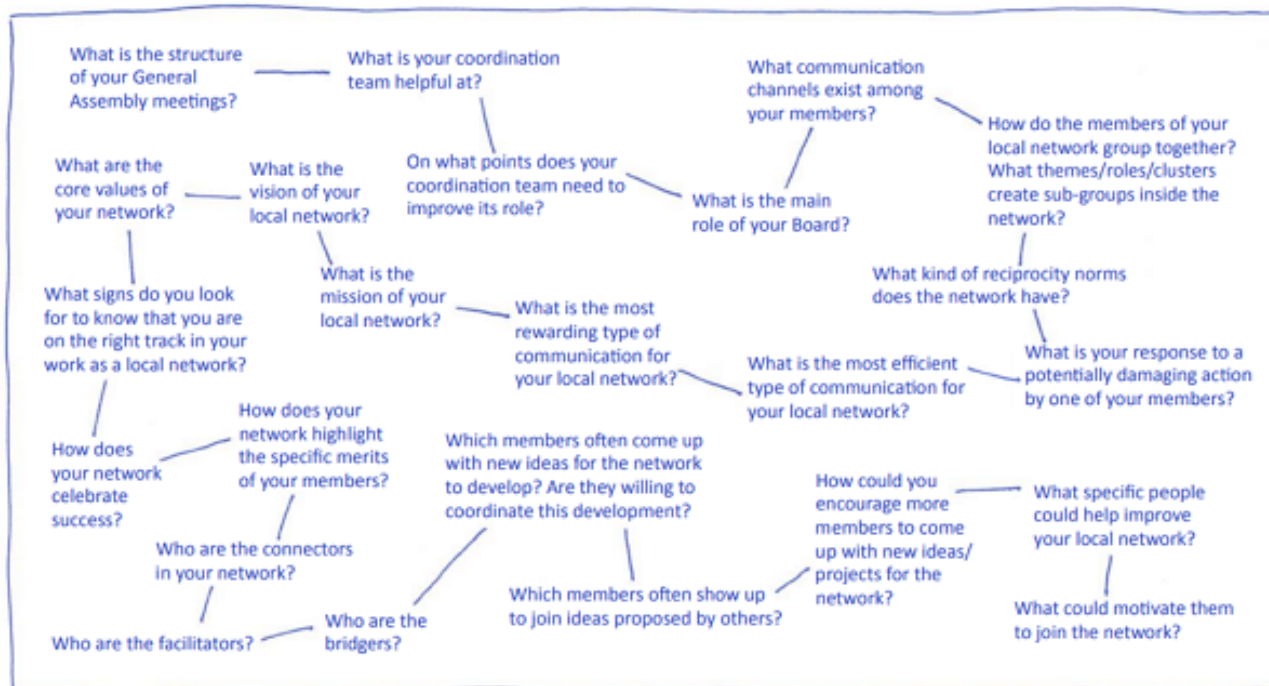 What is the structure
of your General
Assembly meetings?
What is your coordination
team helpful at?
On what points does your
coordination team need to
improve its role?
What is the main
role of your Board?
What communication
channels exist among
your members?
How do the members of your
local network group together?
What themes/roles/clusters
create sub-groups inside the
network?
What kind of reciprocity norms
does the network have?
What is your response to a
potentially damaging action
by one of your members?
What is the most efficient
type of communication for
your local network?
What is the most
rewarding type of
communication for
your local network?
What is the
mission of your
local network?
What is the
vision of your
local network?
What are the
core values of
your network?
What signs do you look
for to know that you are
on the right track in your
work as a local network?
How does
your network
celebrate
success?
How does your
network highlight
the specific merits
of your members?
Who are the connectors
in your network?
Who are the facilitators?
Who are the
bridgers?
Which members often come up
with new ideas for the network
to develop? Are they willing to
coordinate this development?
Which members often show up
to join ideas proposed by others?
How could you
encourage more
members to come
up with new ideas/
projects for the
network?
What specific people
could help improve
your local network?
What could motivate them
to join the network?